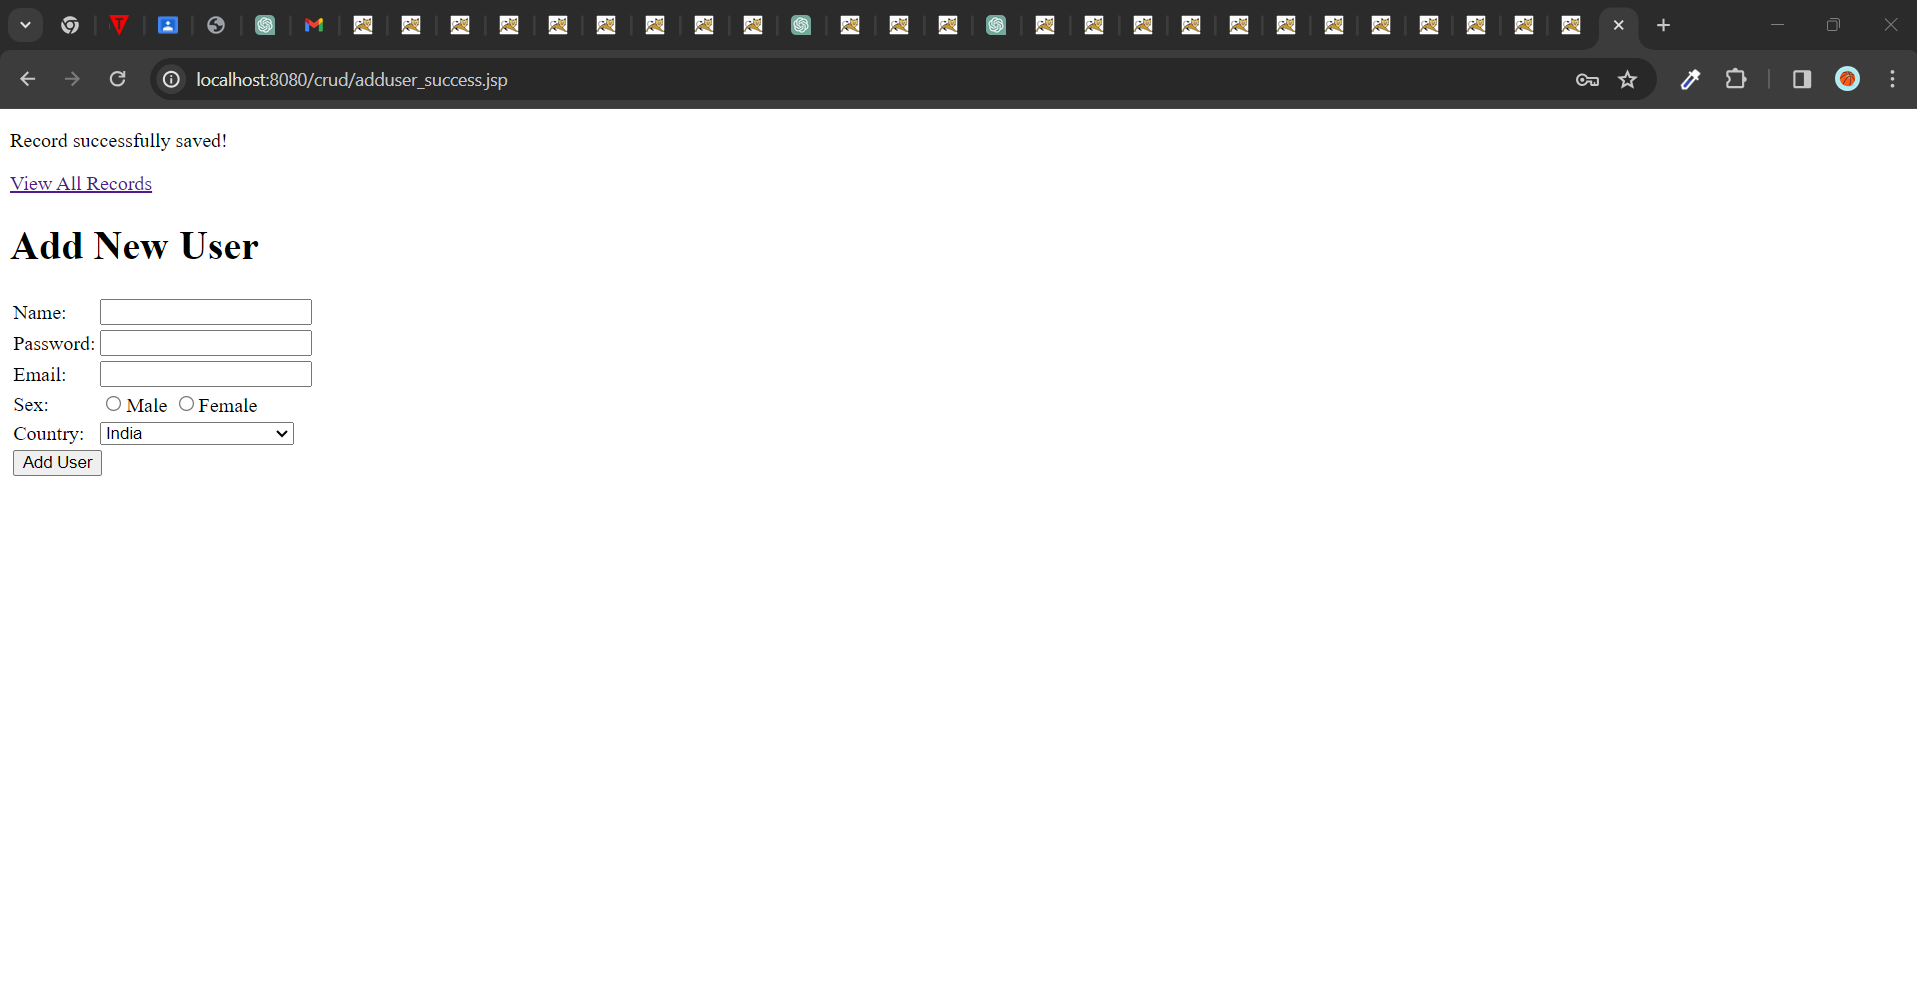 localhost:8080/crud/adduser_success.jsp
Record successfully saved!
View All Records
Add New User
Name:
Password:
Email:
Sex: Male Female
Country: India
Add User